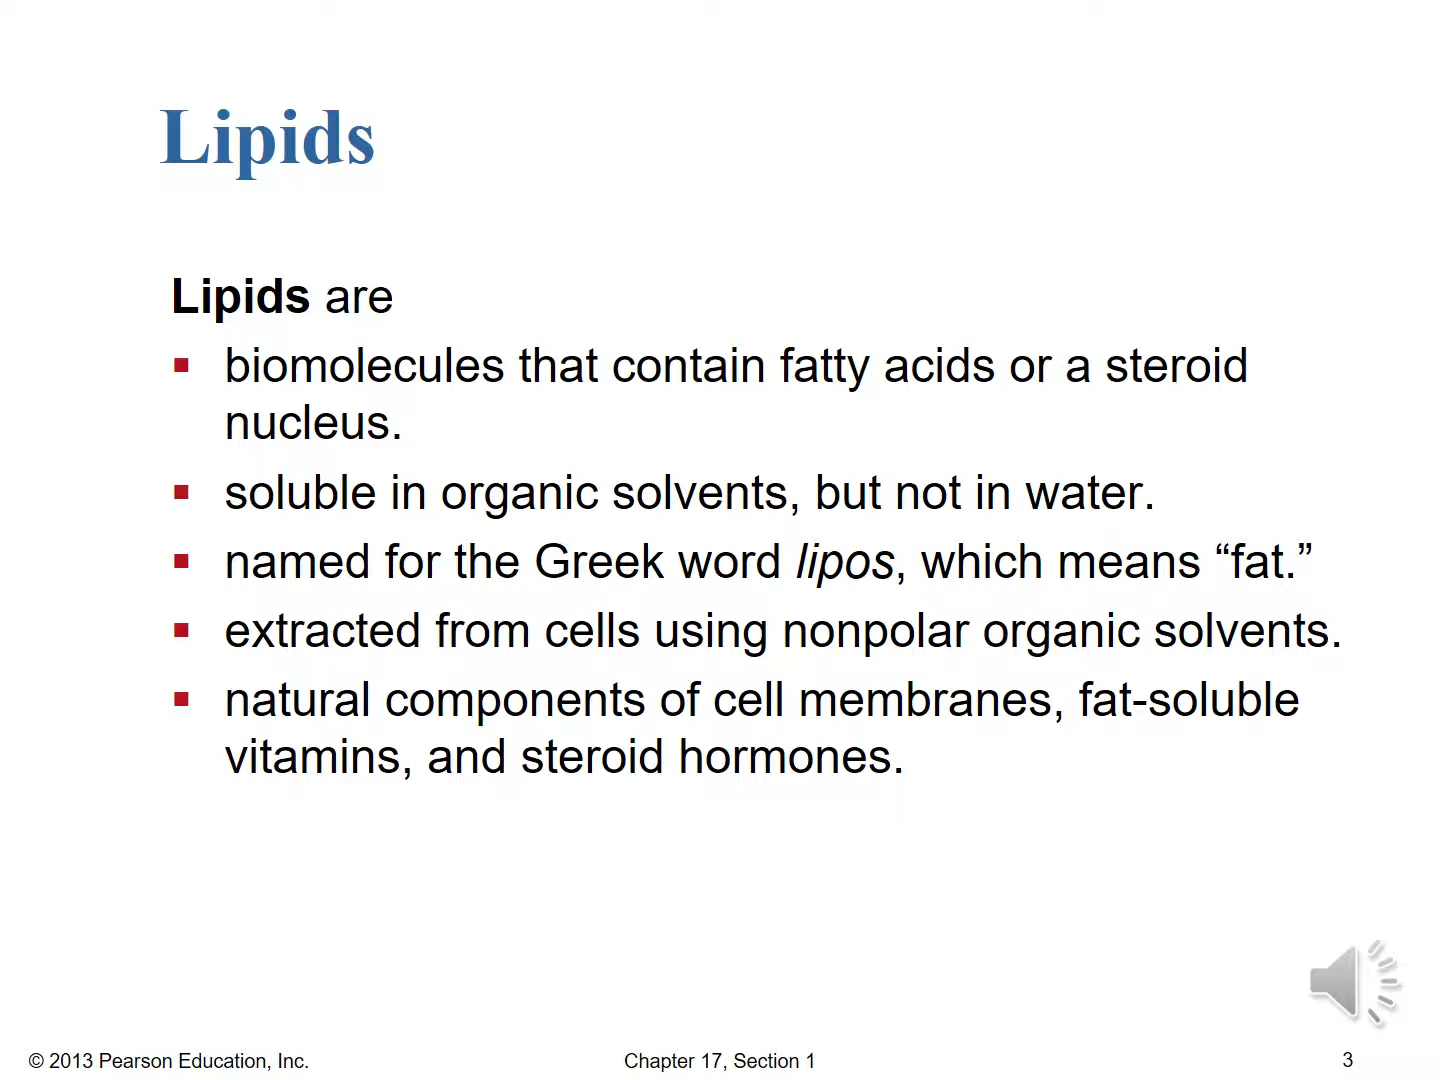 Lipids
Lipids are
▪ biomolecules that contain fatty acids or a steroid
nucleus.
▪ soluble in organic solvents, but not in water.
▪ named for the Greek word lipos, which means “fat.”
▪ extracted from cells using nonpolar organic solvents.
▪ natural components of cell membranes, fat-soluble
vitamins, and steroid hormones.
© 2013 Pearson Education, Inc.
Chapter 17, Section 1
3